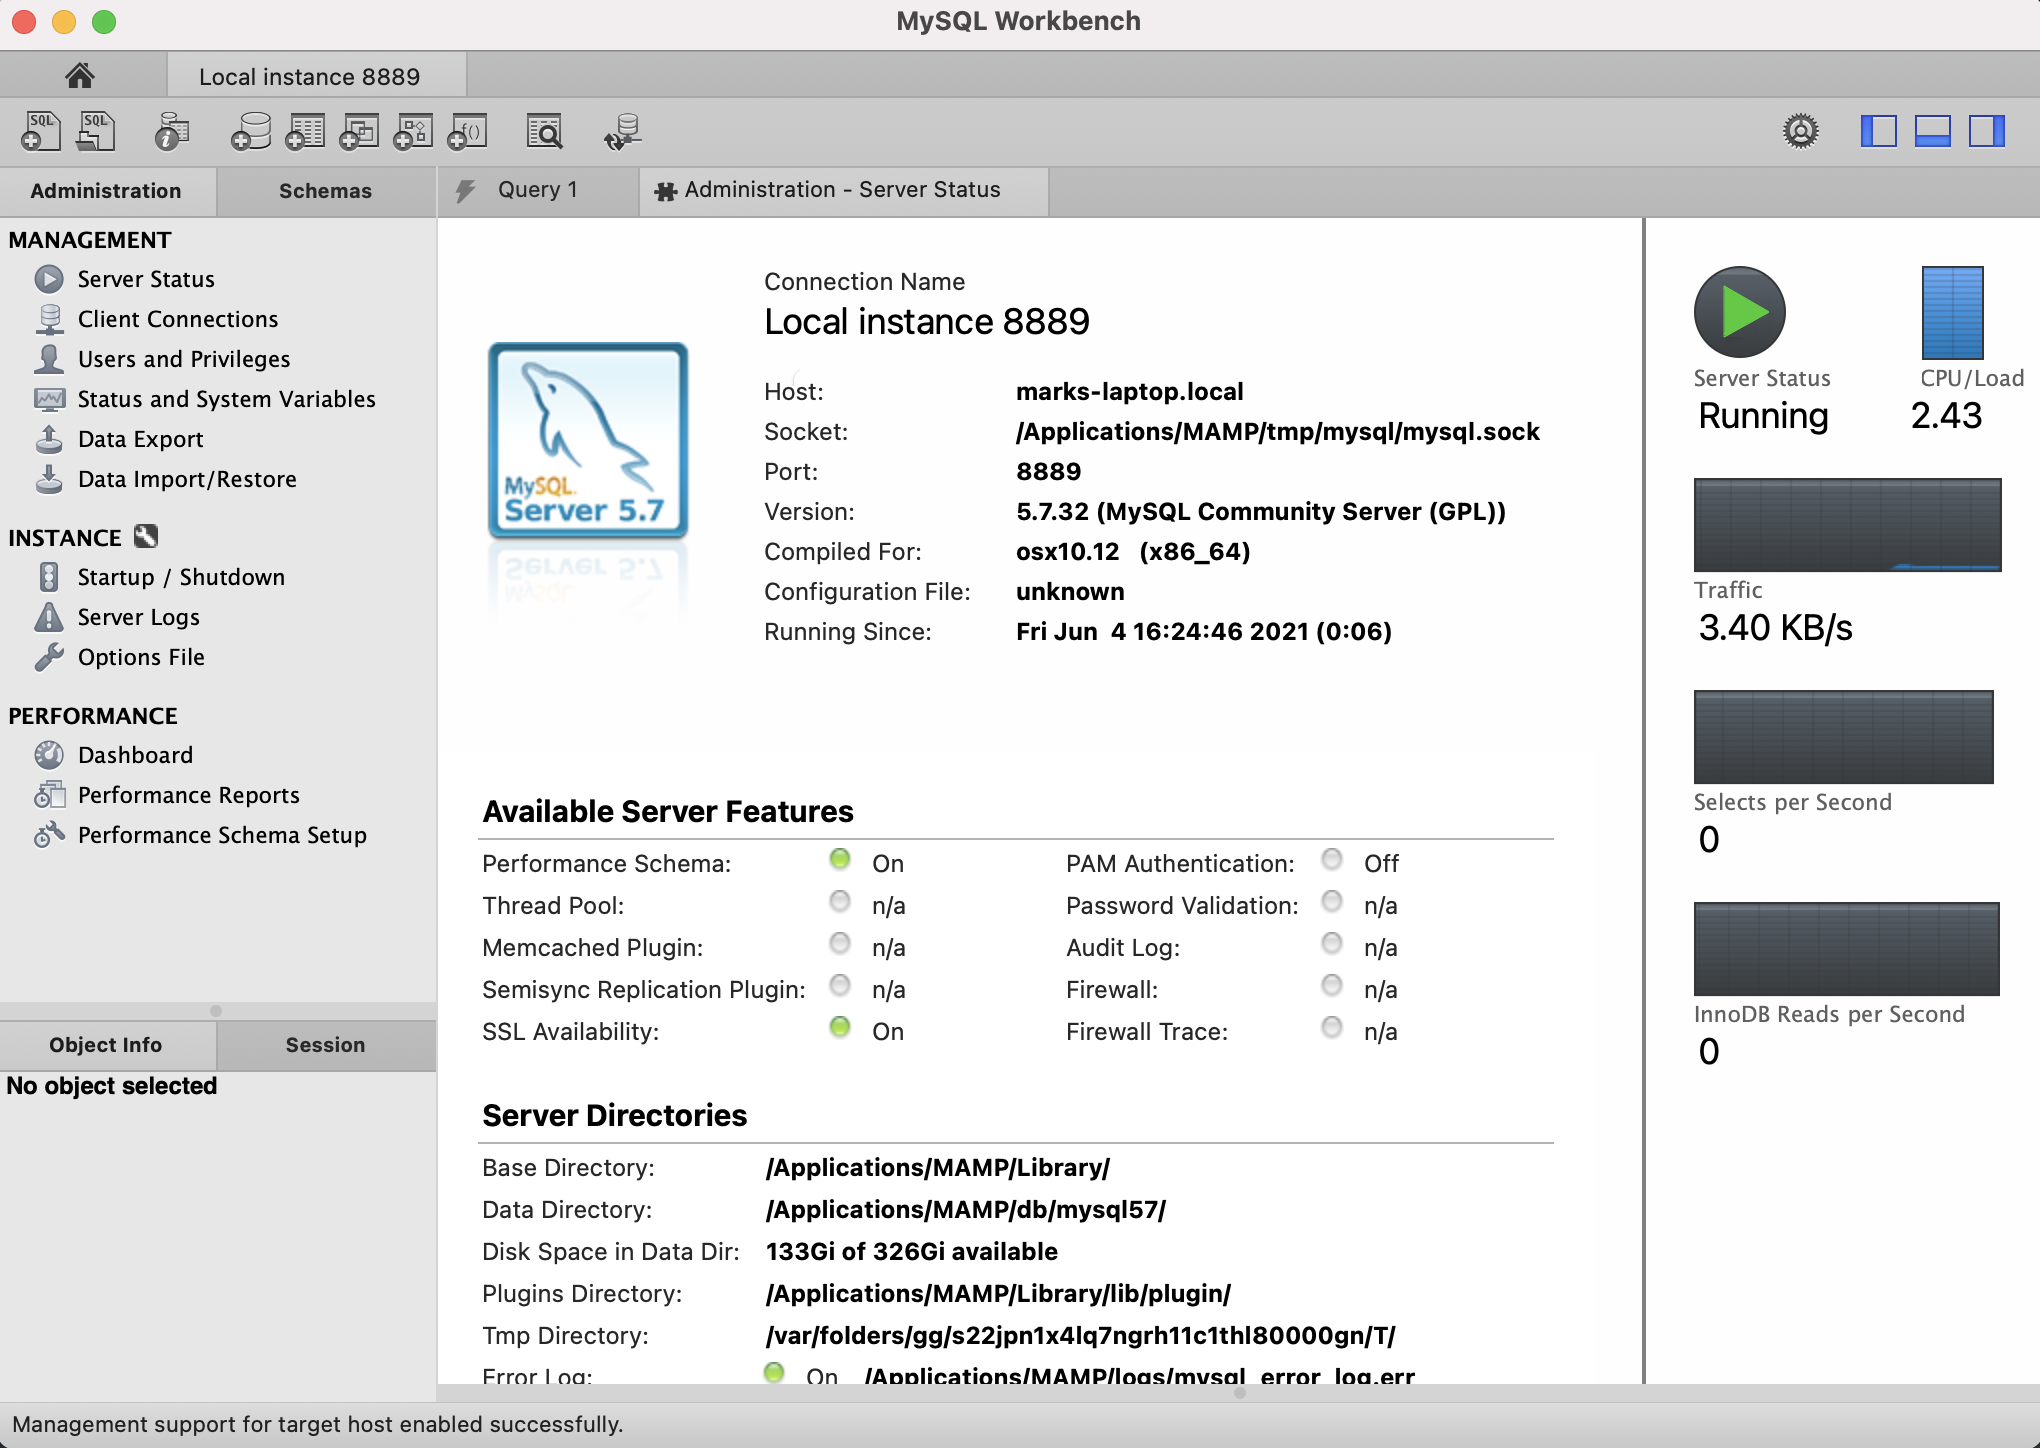 MySQL Workbench
Local instance 8889
SQL SQL
Administration Schemas Query 1 Administration - Server Status
MANAGEMENT
Server Status
Client Connections
Users and Privileges
Status and System Variables
Data Export
Data Import/Restore
INSTANCE
Startup / Shutdown
Server Logs
Options File
PERFORMANCE
Dashboard
Performance Reports
Performance Schema Setup
Object Info Session
No object selected
MySQL.
Server 5.7
Connection Name
Local instance 8889
Host: marks-laptop.local
Socket: /Applications/MAMP/tmp/mysql/mysql.sock
Port: 8889
Version: 5.7.32 (MySQL Community Server (GPL))
Compiled For: osx10.12 (x86_64)
Configuration File: unknown
Running Since: Fri Jun 4 16:24:46 2021 (0:06)
Available Server Features
Performance Schema: On PAM Authentication: Off
Thread Pool: n/a Password Validation: n/a
Memcached Plugin: n/a Audit Log: n/a
Semisync Replication Plugin: n/a Firewall: n/a
SSL Availability: On Firewall Trace: n/a
Server Directories
Base Directory: /Applications/MAMP/Library/
Data Directory: /Applications/MAMP/db/mysql57/
Disk Space in Data Dir: 133Gi of 326Gi available
Plugins Directory: /Applications/MAMP/Library/lib/plugin/
Tmp Directory: /var/folders/gg/s22jpn1x4lq7ngrh11c1thl80000gn/T/
Error Log: On /Applications/MAMP/logs/mysql_error_log.err
Server Status CPU/Load
Running 2.43
Traffic
3.40 KB/s
Selects per Second
0
InnoDB Reads per Second
0
Management support for target host enabled successfully.